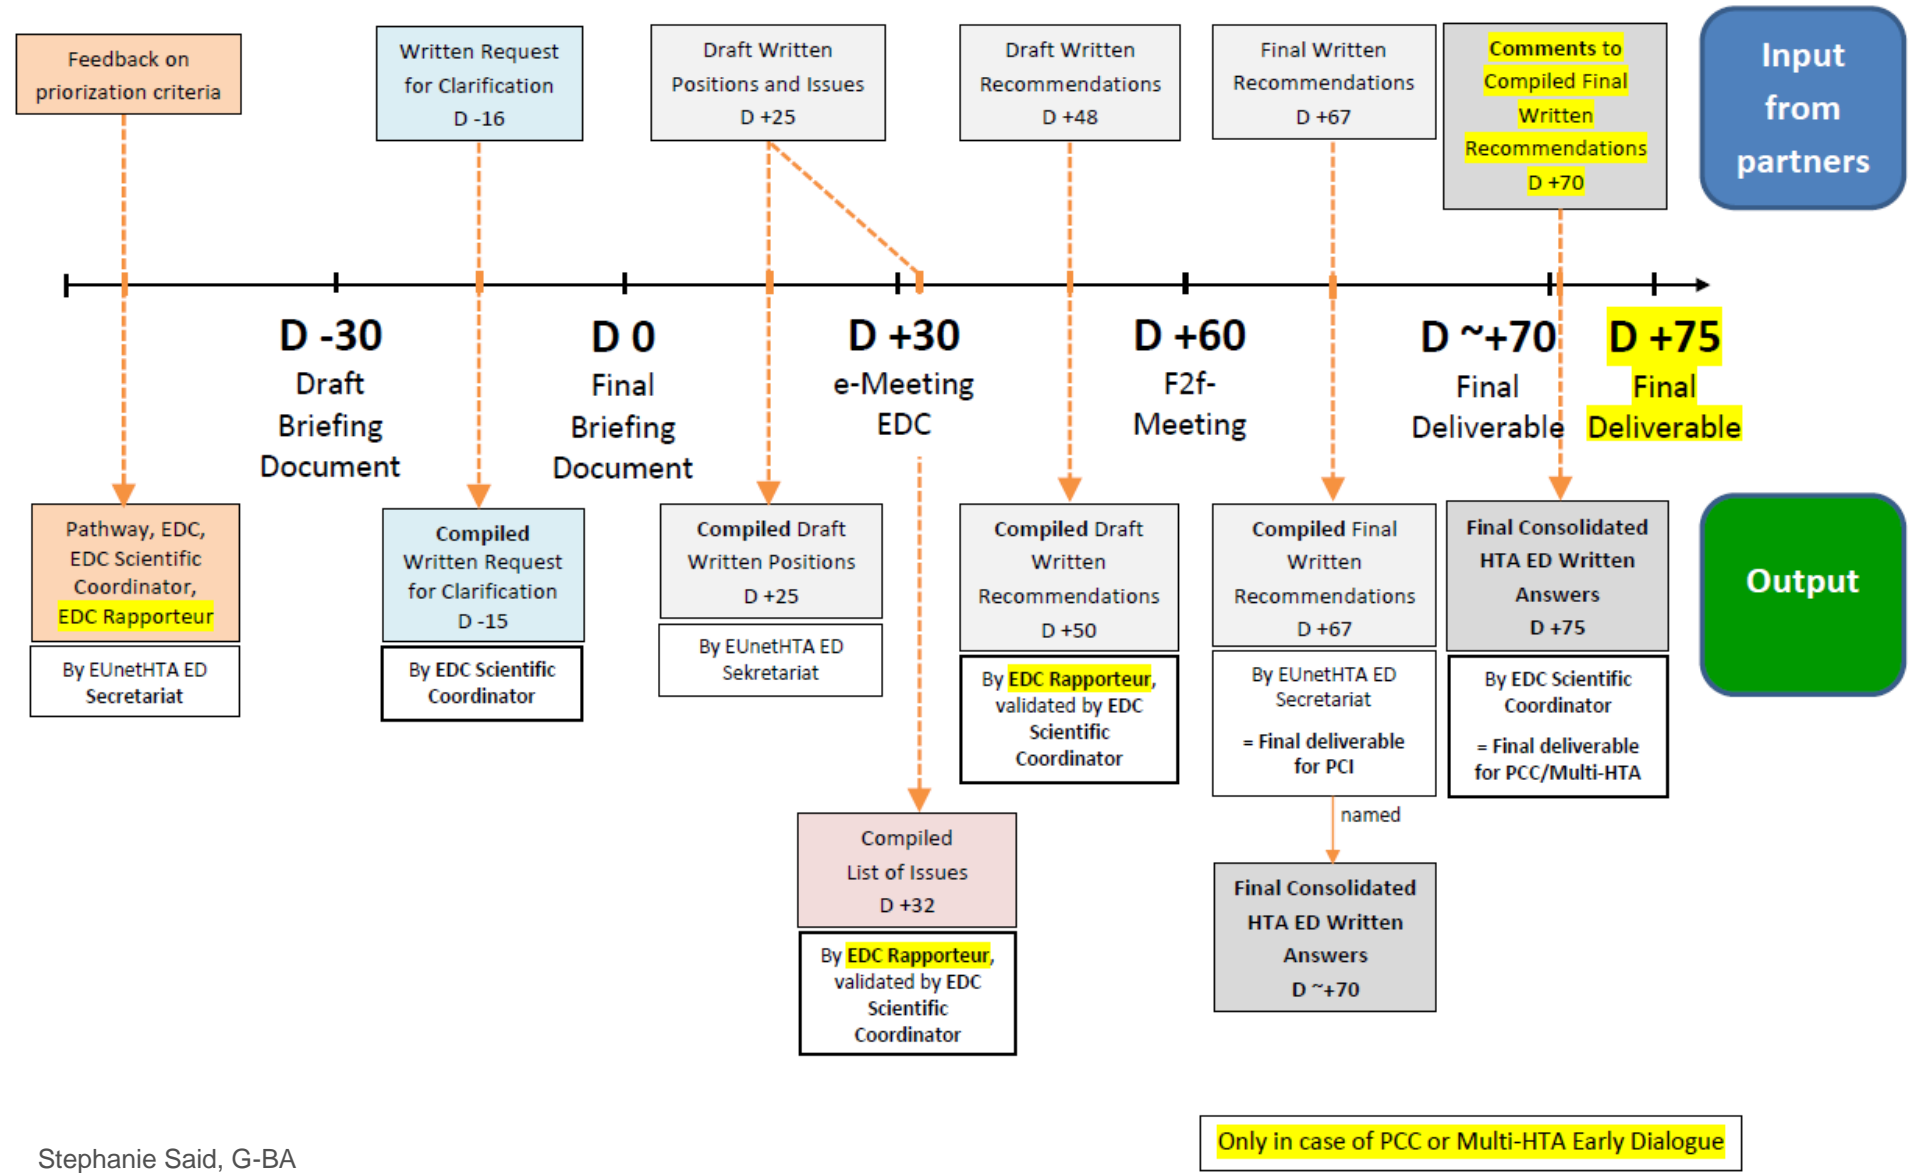 Feedback on
priorization criteria
Written Request
for Clarification
D -16
Draft Written
Positions and Issues
D +25
Draft Written
Recommendations
D +48
Final Written
Recommendations
D +67
Comments to
Compiled Final
Written
Recommendations
D +70
Input
from
partners
D -30
Draft
Briefing
Document
D 0
Final
Briefing
Document
D +30
e-Meeting
EDC
D +60
F2f-
Meeting
D ~+70
Final
Deliverable
D +75
Final
Deliverable
Pathway, EDC,
EDC Scientific
Coordinator,
EDC Rapporteur
By EUnetHTA ED
Secretariat
Compiled
Written Request
for Clarification
D -15
By EDC Scientific
Coordinator
Compiled Draft
Written Positions
D +25
By EUnetHTA ED
Sekretariat
Compiled
List of Issues
D +32
By EDC Rapporteur,
validated by EDC
Scientific
Coordinator
Compiled Draft
Written
Recommendations
D +50
By EDC Rapporteur,
validated by EDC
Scientific
Coordinator
Compiled Final
Written
Recommendations
D +67
By EUnetHTA ED
Secretariat
= Final deliverable
for PCI
named
Final Consolidated
HTA ED Written
Answers
D ~+70
Final Consolidated
HTA ED Written
Answers
D +75
By EDC Scientific
Coordinator
= Final deliverable
for PCC/Multi-HTA
Output
Only in case of PCC or Multi-HTA Early Dialogue
Stephanie Said, G-BA